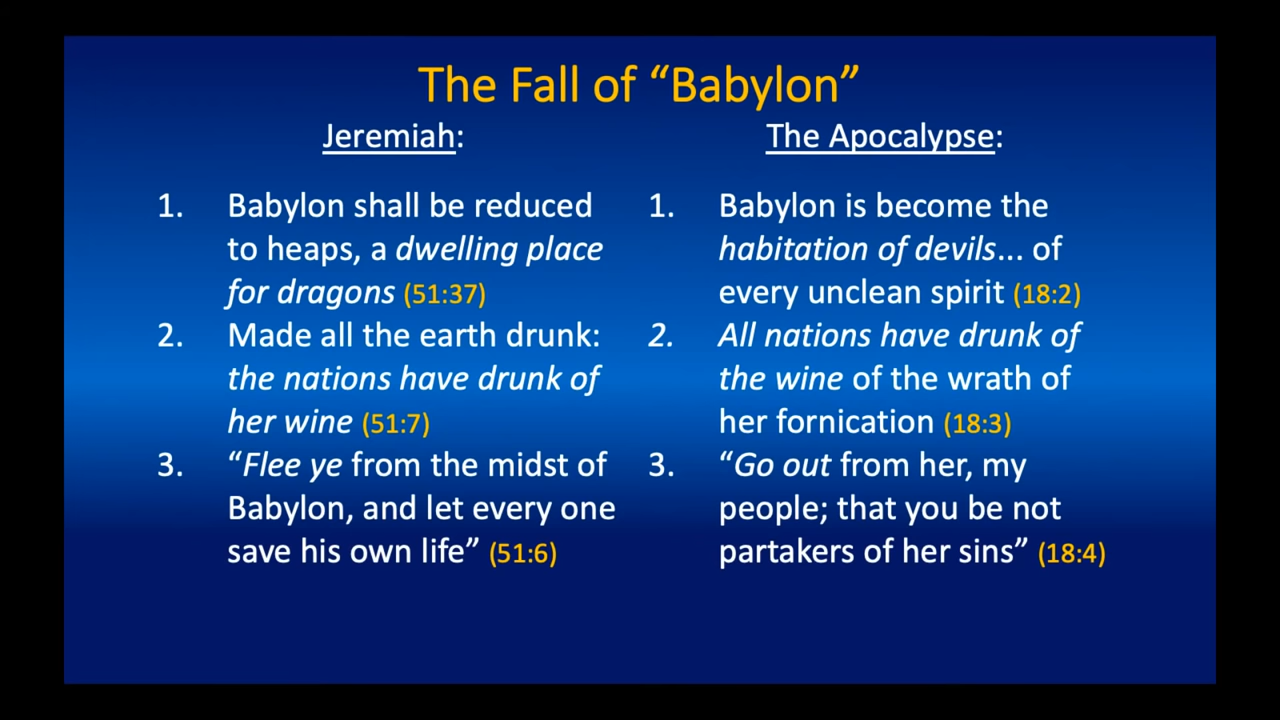 The Fall of “Babylon”
Jeremiah:
1. Babylon shall be reduced
to heaps, a dwelling place
for dragons (51:37)
2. Made all the earth drunk:
the nations have drunk of
her wine (51:7)
3. “Flee ye from the midst of
Babylon, and let every one
save his own life” (51:6)
The Apocalypse:
1. Babylon is become the
habitation of devils... of
every unclean spirit (18:2)
2. All nations have drunk of
the wine of the wrath of
her fornication (18:3)
3. “Go out from her, my
people; that you be not
partakers of her sins” (18:4)